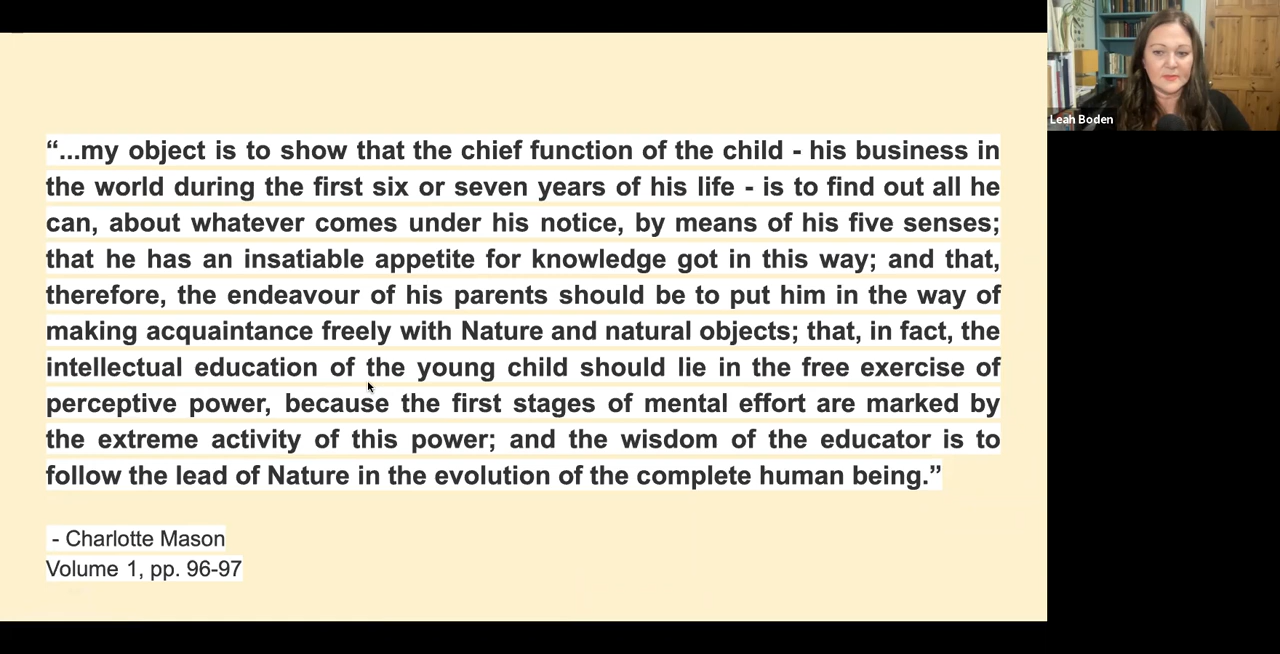 “...my object is to show that the chief function of the child - his business in
the world during the first six or seven years of his life - is to find out all he
can, about whatever comes under his notice, by means of his five senses;
that he has an insatiable appetite for knowledge got in this way; and that,
therefore, the endeavour of his parents should be to put him in the way of
making acquaintance freely with Nature and natural objects; that, in fact, the
intellectual education of the young child should lie in the free exercise of
perceptive power, because the first stages of mental effort are marked by
the extreme activity of this power; and the wisdom of the educator is to
follow the lead of Nature in the evolution of the complete human being.”
- Charlotte Mason
Volume 1, pp. 96-97
Leah Boden